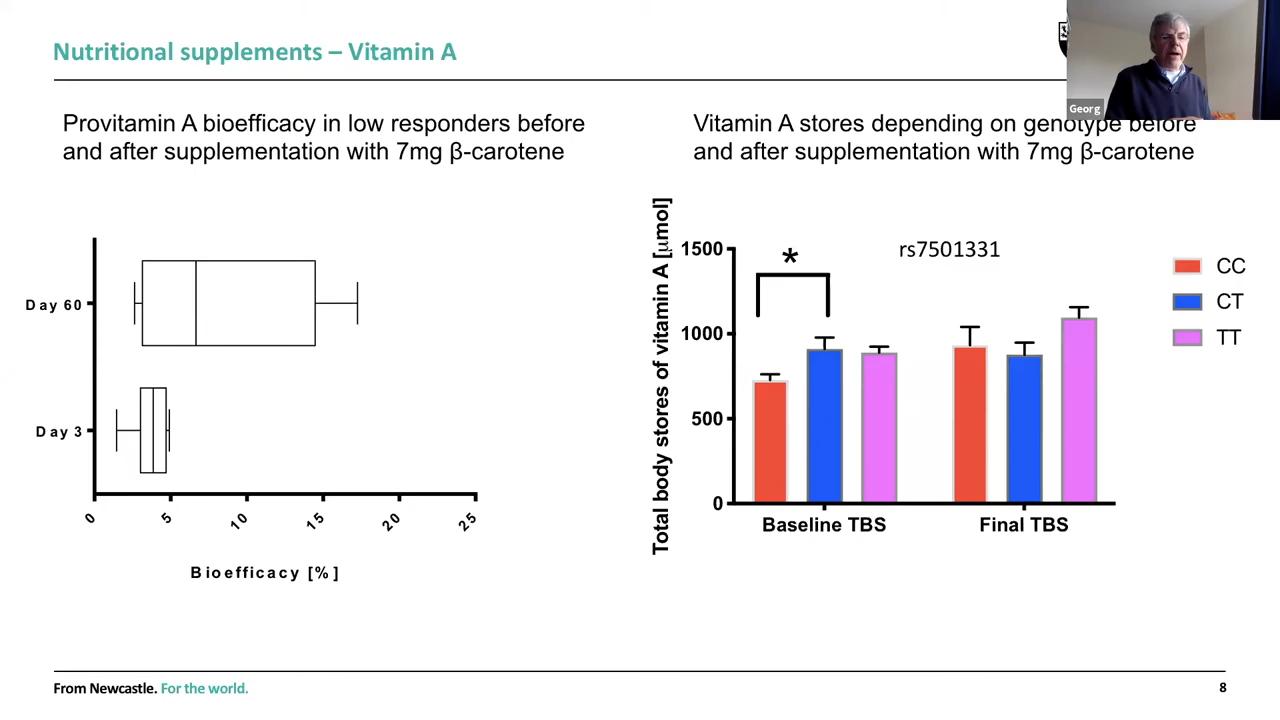 Nutritional supplements – Vitamin A
Georg
Provitamin A bioefficacy in low responders before
and after supplementation with 7mg β-carotene
Vitamin A stores depending on genotype before
and after supplementation with 7mg β-carotene
Day 60
Day 3
0 5 10 15 20 25
Bioefficacy [%]
Total body stores of vitamin A [μmol]
1500
1000
500
0
*
rs7501331
Baseline TBS
Final TBS
CC
CT
TT
From Newcastle. For the world.
8